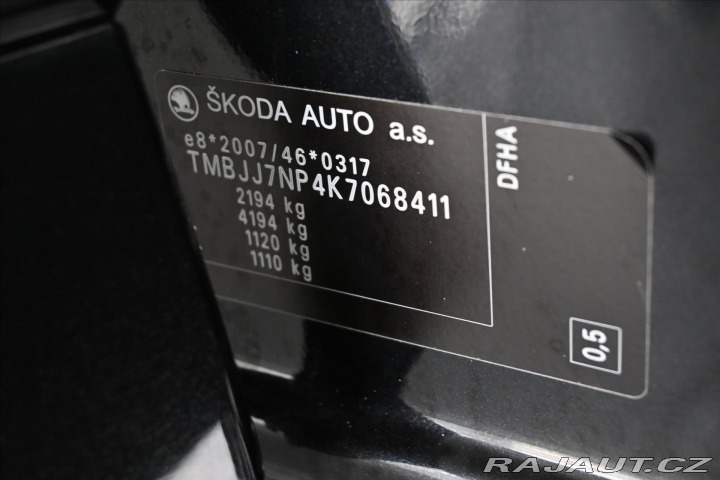 ŠKODA AUTO a.s.
e8*2007/46*0317
TMBJJ7NP4K7068411
2194 kg
4194 kg
1120 kg
1110 kg
DFHA
0,5
RAJAUT.CZ